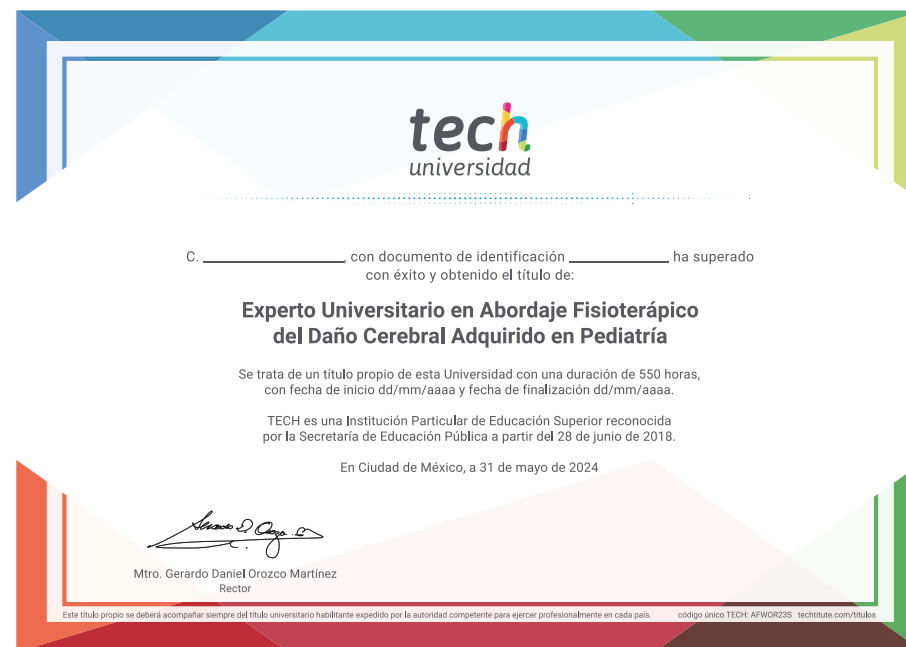 tech
universidad
C. ____________, con documento de identificación ____________ ha superado
con éxito y obtenido el título de:
Experto Universitario en Abordaje Fisioterápico
del Daño Cerebral Adquirido en Pediatría
Se trata de un título propio de esta Universidad con una duración de 550 horas,
con fecha de inicio dd/mm/aaaa y fecha de finalización dd/mm/aaaa.
TECH es una Institución Particular de Educación Superior reconocida
por la Secretaría de Educación Pública a partir del 28 de junio de 2018.
En Ciudad de México, a 31 de mayo de 2024
Mtro. Gerardo Daniel Orozco Martínez
Rector
Este título propio se deberá acompañar siempre del título universitario habilitante expedido por la autoridad competente para ejercer profesionalmente en cada país. código único TECH: AFWOR23S techtitute.com/titulos